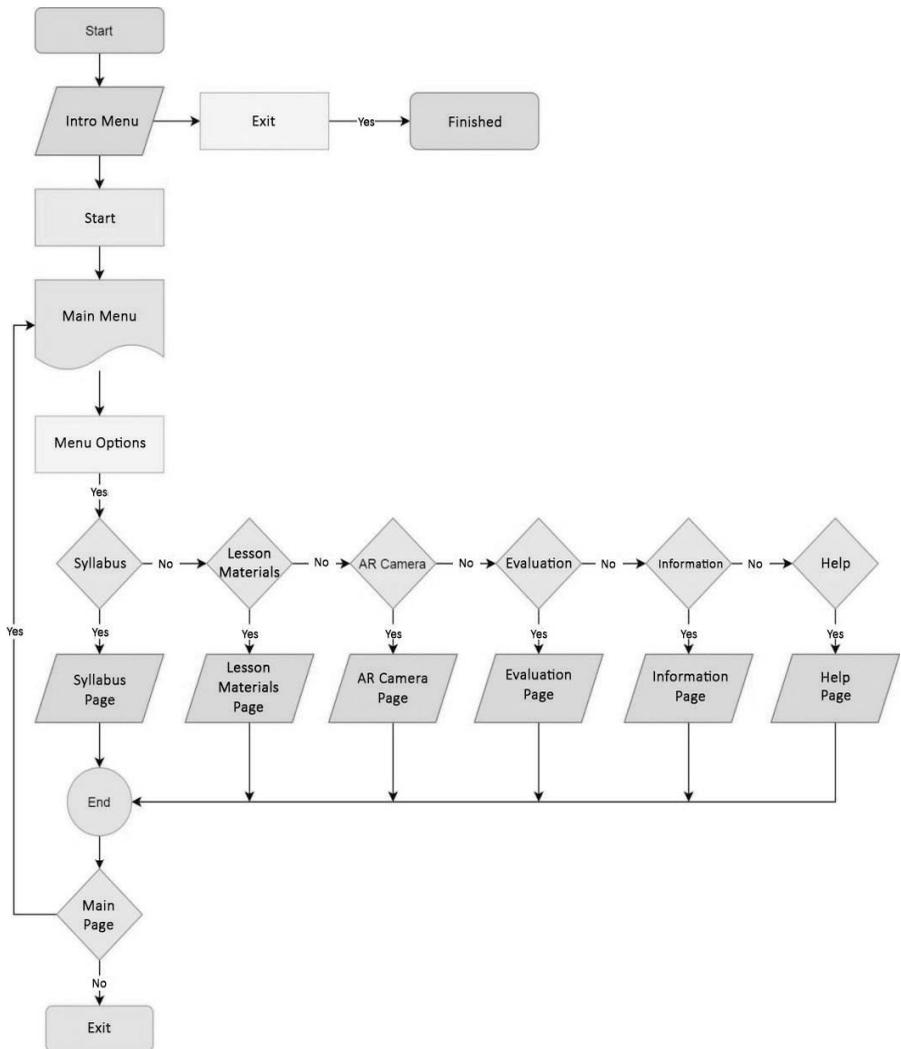 Start
Intro Menu
Exit
Yes
Finished
Start
Main Menu
Menu Options
Yes
Syllabus
No
Lesson
Materials
No
AR Camera
No
Evaluation
No
Information
No
Help
Yes
Yes
Yes
Yes
Yes
Yes
Yes
Syllabus
Page
Lesson
Materials
Page
AR Camera
Page
Evaluation
Page
Information
Page
Help
Page
End
Main
Page
No
Exit